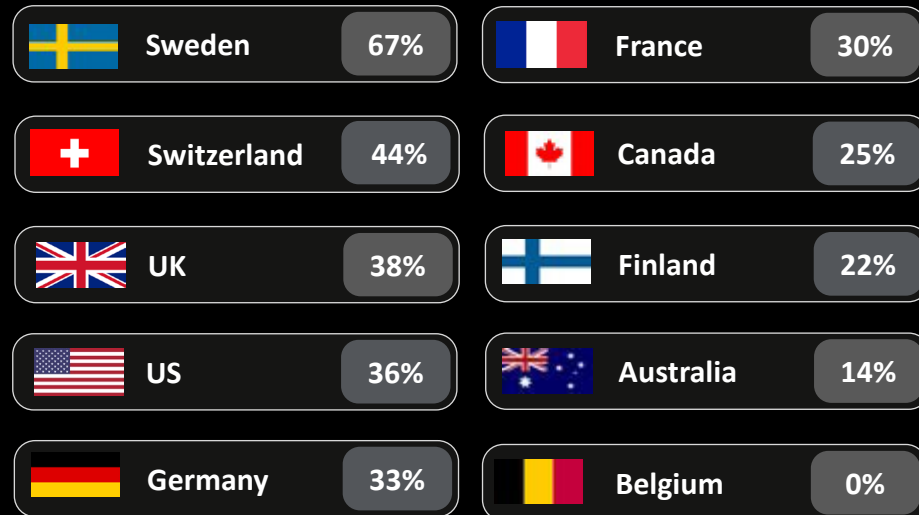 Sweden 67%
Switzerland 44%
UK 38%
US 36%
Germany 33%
France 30%
Canada 25%
Finland 22%
Australia 14%
Belgium 0%